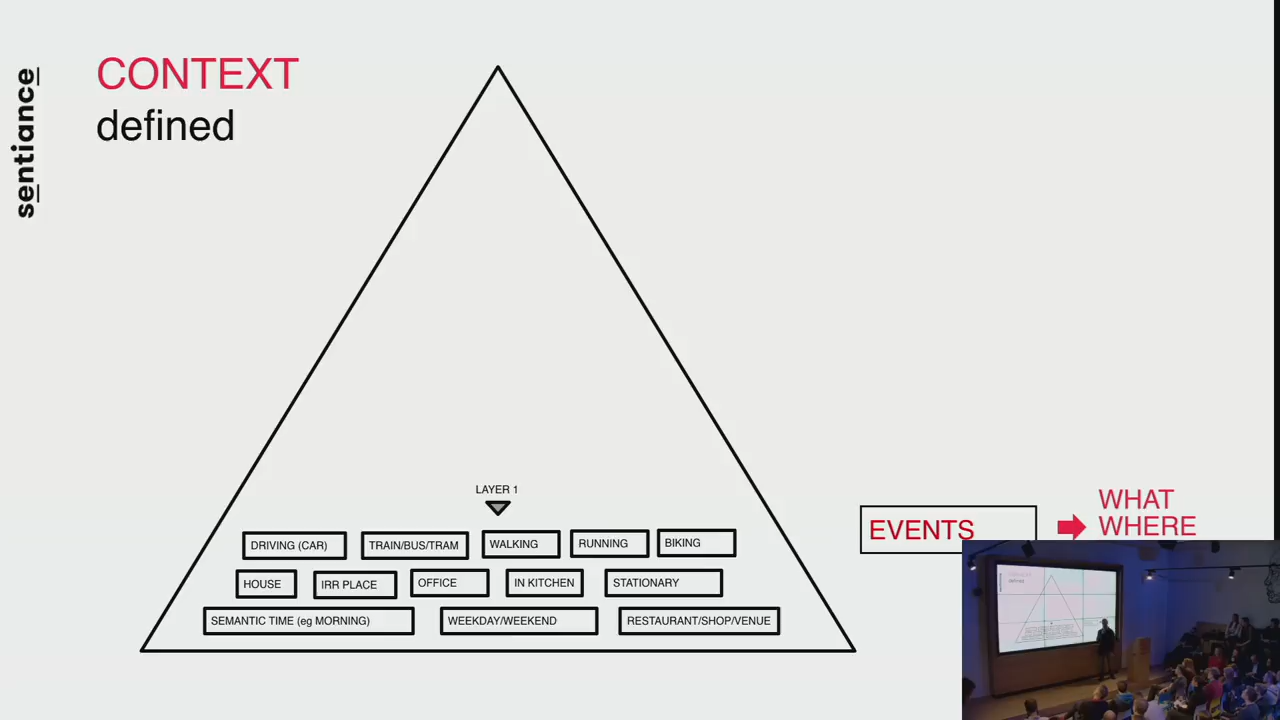 sentiance
CONTEXT
defined
LAYER 1
DRIVING (CAR)
TRAIN/BUS/TRAM
WALKING
RUNNING
BIKING
HOUSE
IRR PLACE
OFFICE
IN KITCHEN
STATIONARY
SEMANTIC TIME (eg MORNING)
WEEKDAY/WEEKEND
RESTAURANT/SHOP/VENUE
EVENTS
WHAT
WHERE